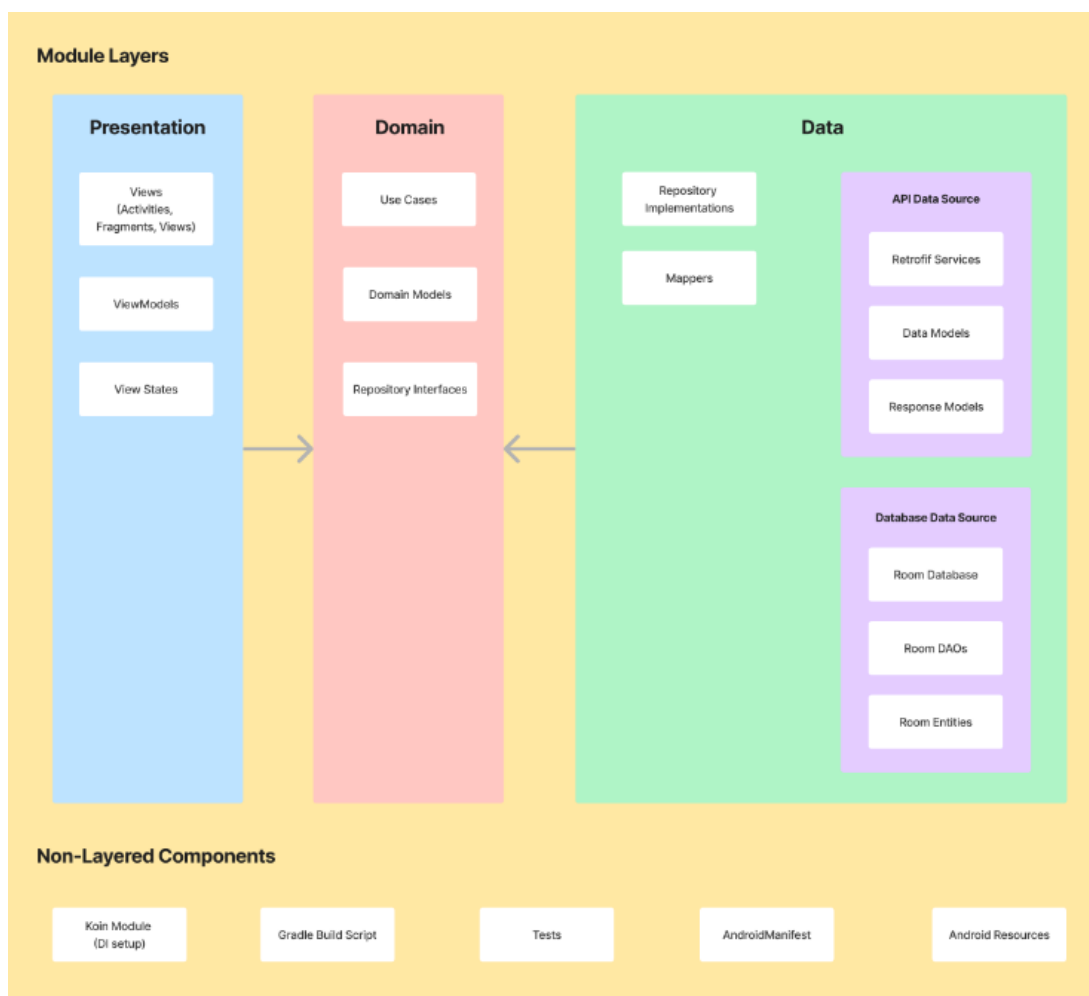 Module Layers
Presentation
Views
(Activities,
Fragments, Views)
ViewModels
View States
Domain
Use Cases
Domain Models
Repository Interfaces
Data
Repository
Implementations
Mappers
API Data Source
Retrofif Services
Data Models
Response Models
Database Data Source
Room Database
Room DAOs
Room Entities
Non-Layered Components
Koin Module
(DI setup)
Gradle Build Script
Tests
AndroidManifest
Android Resources